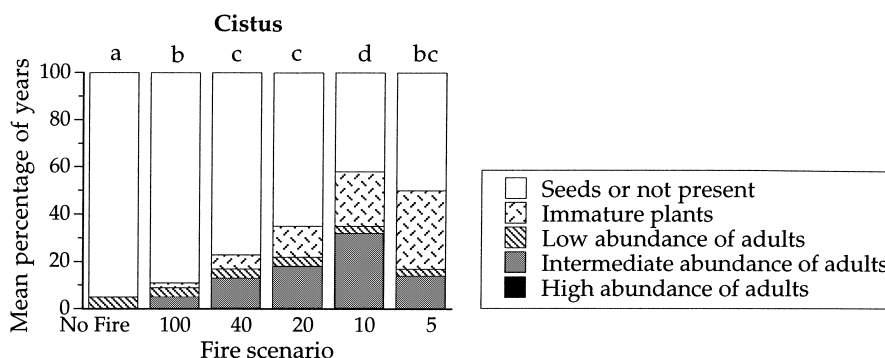 Cistus
a b c c d bc
Mean percentage of years
100
80
60
40
20
0
No Fire 100 40 20 10 5
Fire scenario
Seeds or not present
Immature plants
Low abundance of adults
Intermediate abundance of adults
High abundance of adults